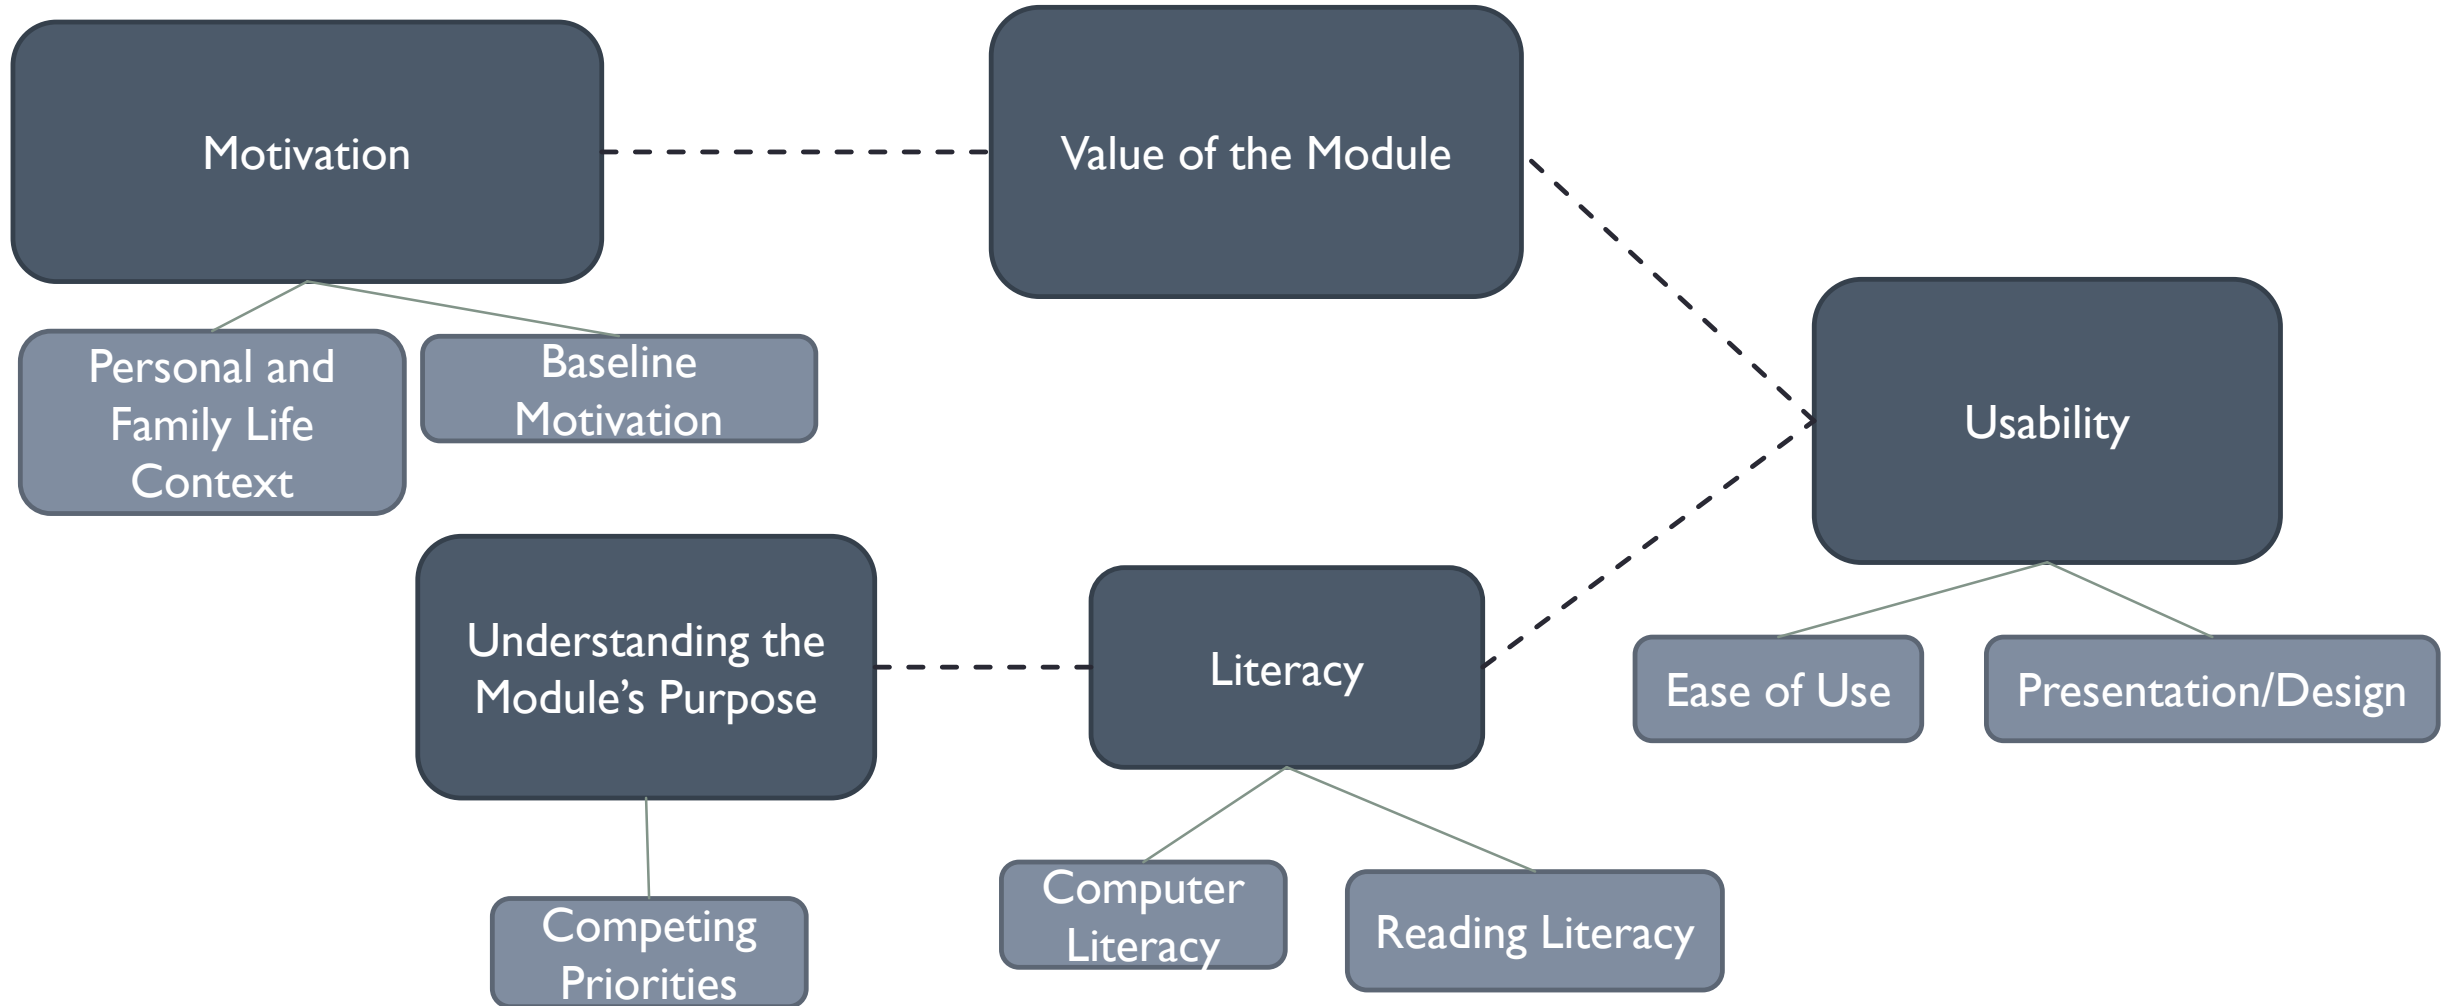 Motivation
Value of the Module
Usability
Personal and
Family Life
Context
Baseline
Motivation
Understanding the
Module’s Purpose
Literacy
Ease of Use
Presentation/Design
Competing
Priorities
Computer
Literacy
Reading Literacy